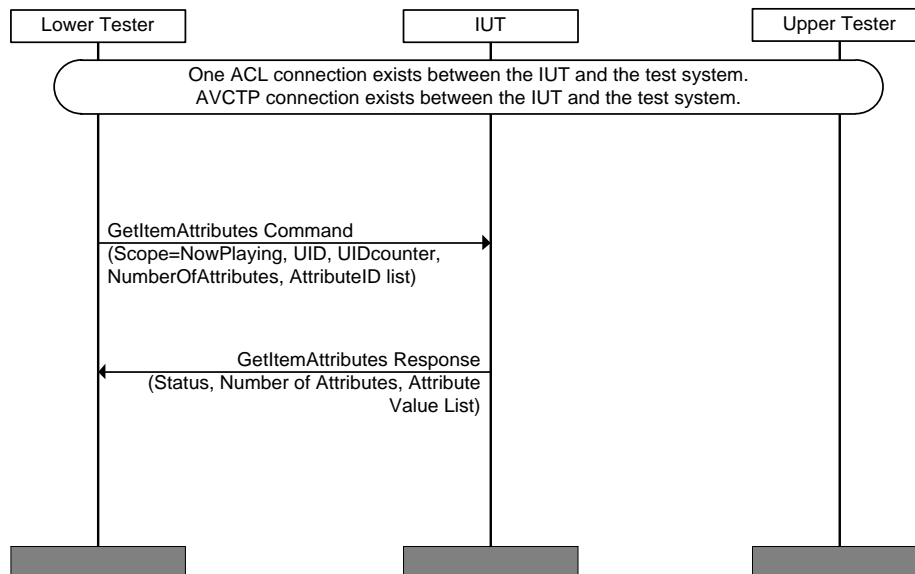 Lower Tester
IUT
Upper Tester
One ACL connection exists between the IUT and the test system.
AVCTP connection exists between the IUT and the test system.
GetItemAttributes Command
(Scope=NowPlaying, UID, UIDcounter,
NumberOfAttributes, AttributeID list)
GetItemAttributes Response
(Status, Number of Attributes, Attribute
Value List)